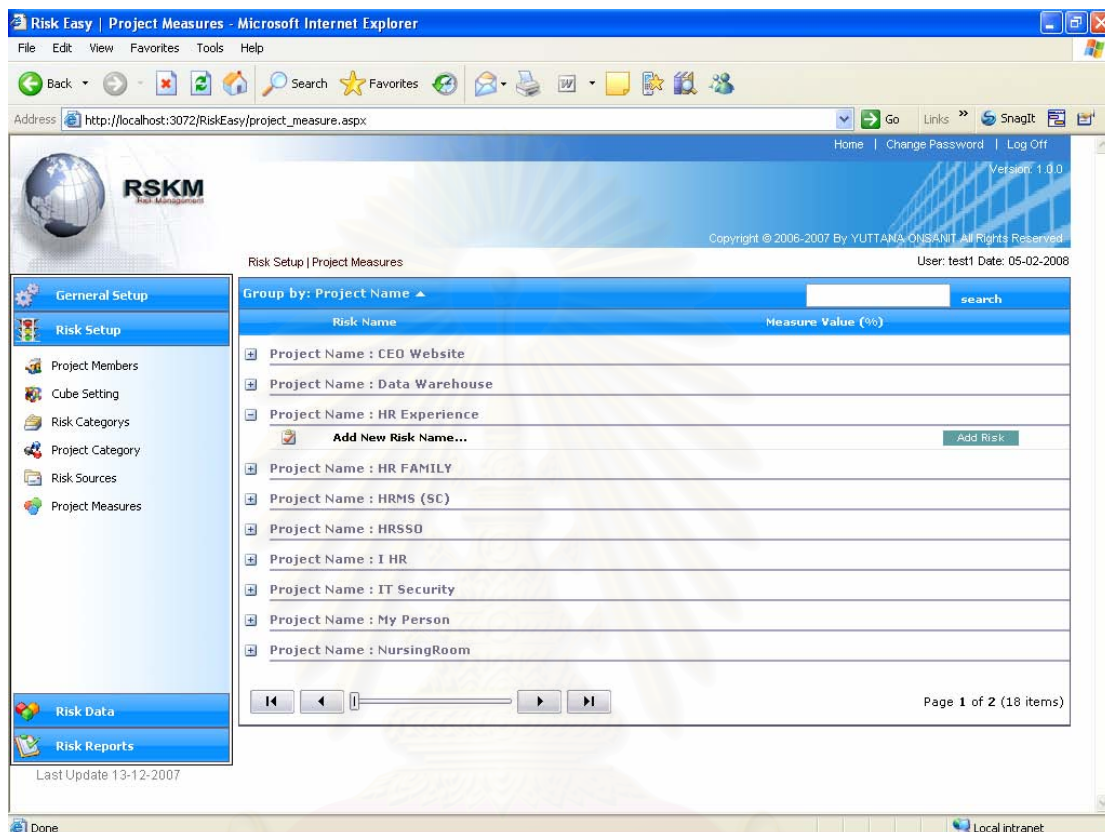 Risk Easy | Project Measures - Microsoft Internet Explorer
File Edit View Favorites Tools Help
Back Search Favorites
Address http://localhost:3072/RiskEasy/project_measure.aspx Go Links » SnagIt
Home | Change Password | Log Off
Version: 1.0.0
RSKM
Risk Management
Copyright © 2006-2007 By YUTTANA ONSANIT All Rights Reserved
Risk Setup | Project Measures
User: test1 Date: 05-02-2008
Gerneral Setup
Risk Setup
Project Members
Cube Setting
Risk Categorys
Project Category
Risk Sources
Project Measures
Risk Data
Risk Reports
Last Update 13-12-2007
Group by: Project Name
search
Risk Name Measure Value (%)
Project Name : CEO Website
Project Name : Data Warehouse
Project Name : HR Experience
Add New Risk Name... Add Risk
Project Name : HR FAMILY
Project Name : HRMS (SC)
Project Name : HRSSO
Project Name : I HR
Project Name : IT Security
Project Name : My Person
Project Name : NursingRoom
Page 1 of 2 (18 items)
Done
Local intranet